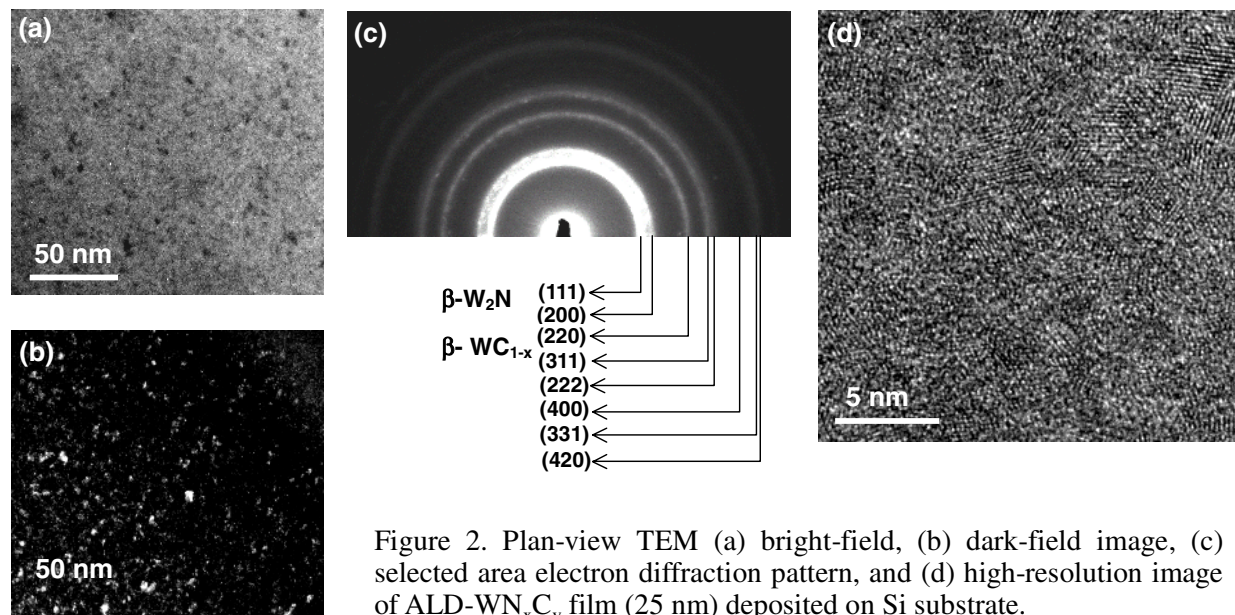 (a)
50 nm
(b)
50 nm
(c)
β-W₂N
β- WC₁₋ₓ
(111)
(200)
(220)
(311)
(222)
(400)
(331)
(420)
(d)
5 nm
Figure 2. Plan-view TEM (a) bright-field, (b) dark-field image, (c)
selected area electron diffraction pattern, and (d) high-resolution image
of ALD-WNₓCᵧ film (25 nm) deposited on Si substrate.